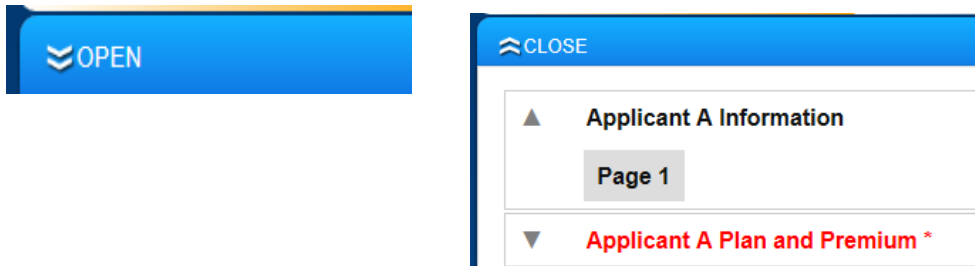 OPEN
CLOSE
Applicant A Information
Page 1
Applicant A Plan and Premium *